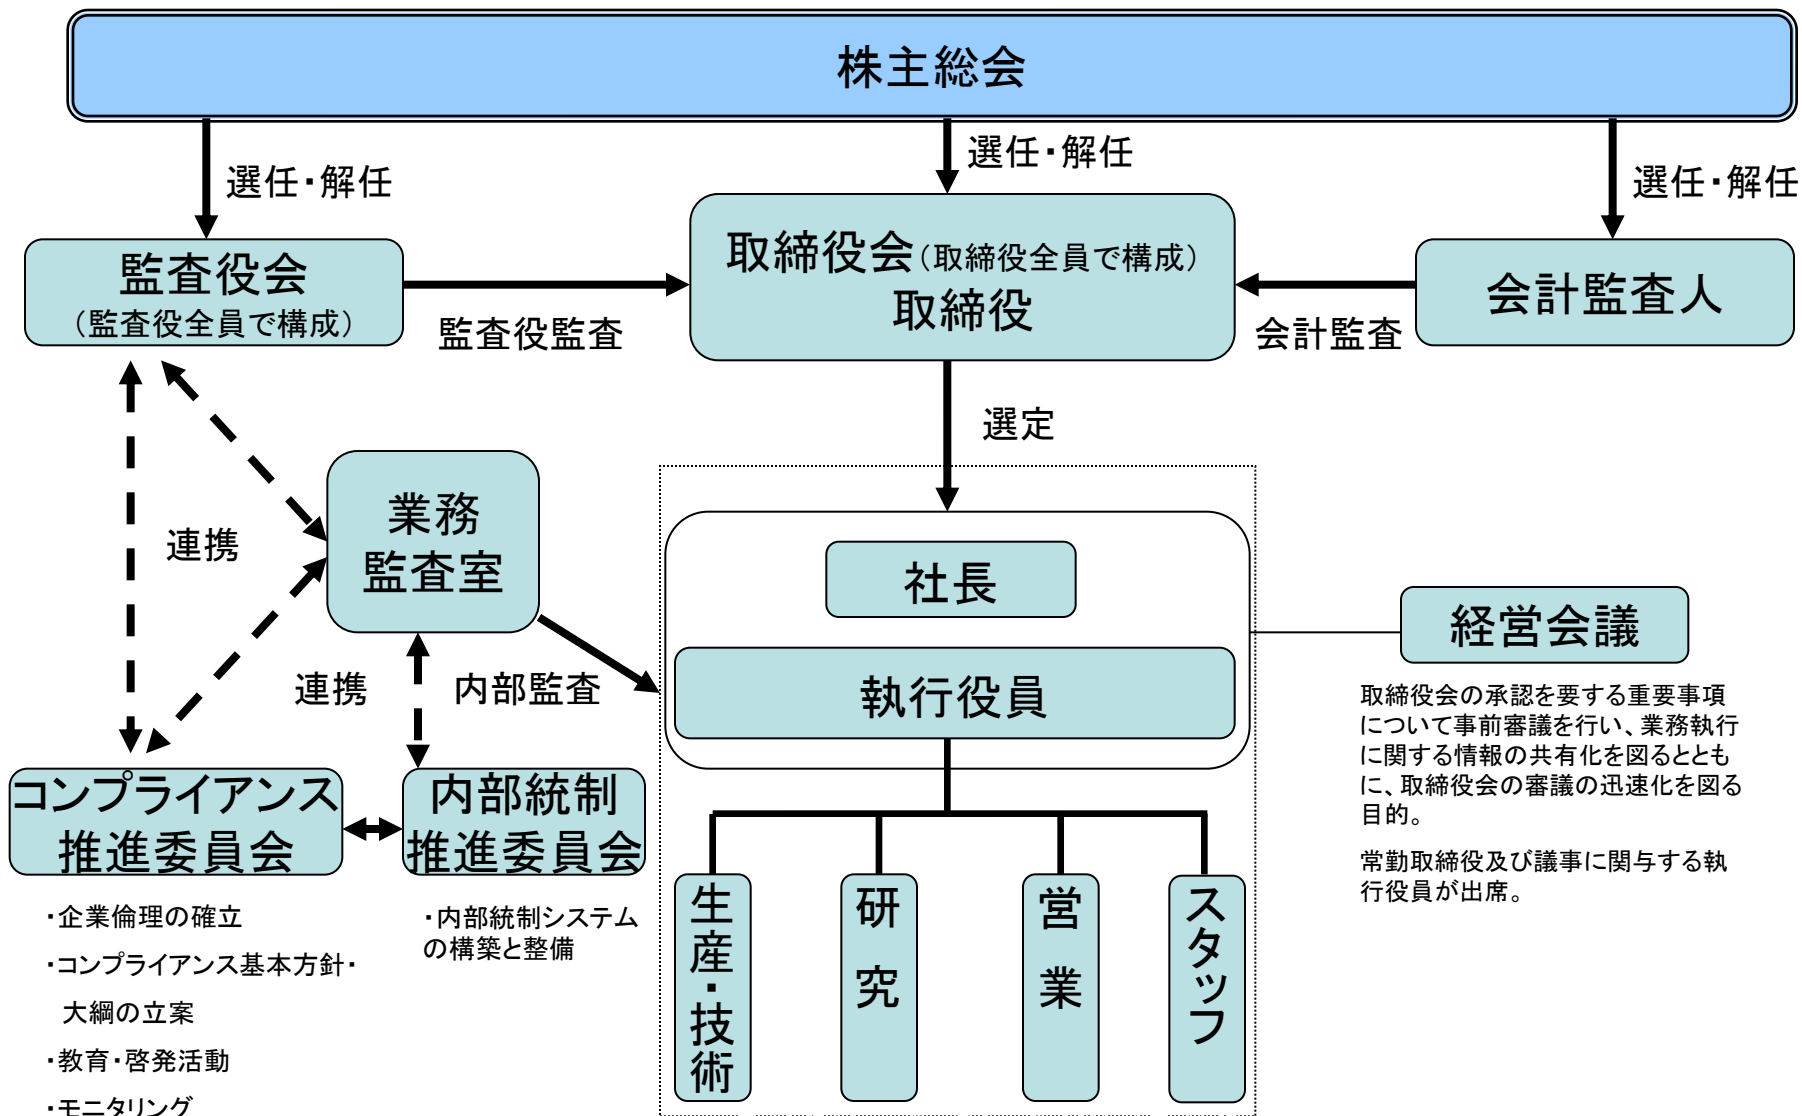 株主総会
選任・解任
選任・解任
選任・解任
監査役会
（監査役全員で構成）
監査役監査
取締役会（取締役全員で構成）
取締役
会計監査
会計監査人
選定
連携
業務
監査室
連携
内部監査
社長
執行役員
経営会議
取締役会の承認を要する重要事項
について事前審議を行い、業務執行
に関する情報の共有化を図るととも
に、取締役会の審議の迅速化を図る
目的。
常勤取締役及び議事に関与する執
行役員が出席。
コンプライアンス
推進委員会
内部統制
推進委員会
・企業倫理の確立
・コンプライアンス基本方針・
大綱の立案
・教育・啓発活動
・モニタリング
・内部統制システム
の構築と整備
生産・技術
研究
営業
スタッフ